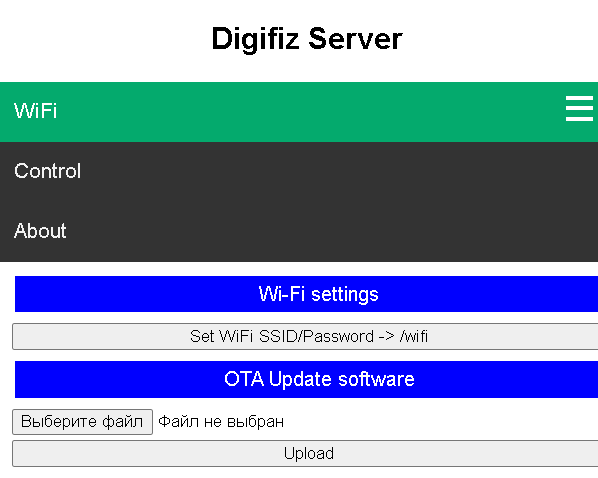 Digifiz Server
WiFi
Control
About
Wi-Fi settings
Set WiFi SSID/Password -> /wifi
OTA Update software
Выберите файл Файл не выбран
Upload